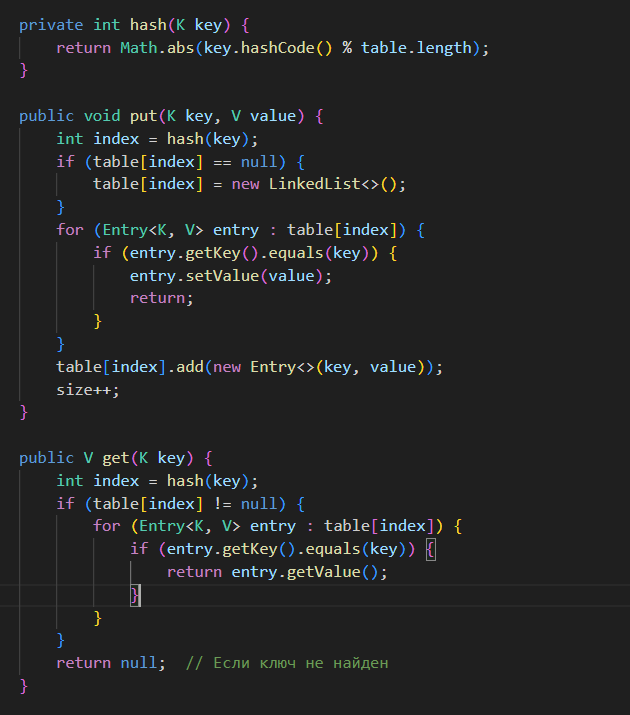 private int hash(K key) {
    return Math.abs(key.hashCode() % table.length);
}

public void put(K key, V value) {
    int index = hash(key);
    if (table[index] == null) {
        table[index] = new LinkedList<>();
    }
    for (Entry<K, V> entry : table[index]) {
        if (entry.getKey().equals(key)) {
            entry.setValue(value);
            return;
        }
    }
    table[index].add(new Entry<>(key, value));
    size++;
}

public V get(K key) {
    int index = hash(key);
    if (table[index] != null) {
        for (Entry<K, V> entry : table[index]) {
            if (entry.getKey().equals(key)) {
                return entry.getValue();
            }
        }
    }
    return null;  // Если ключ не найден
}